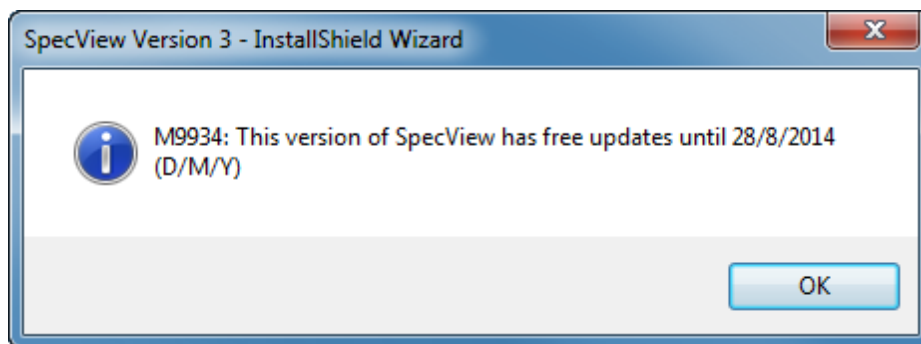 SpecView Version 3 - InstallShield Wizard
M9934: This version of SpecView has free updates until 28/8/2014
(D/M/Y)
OK